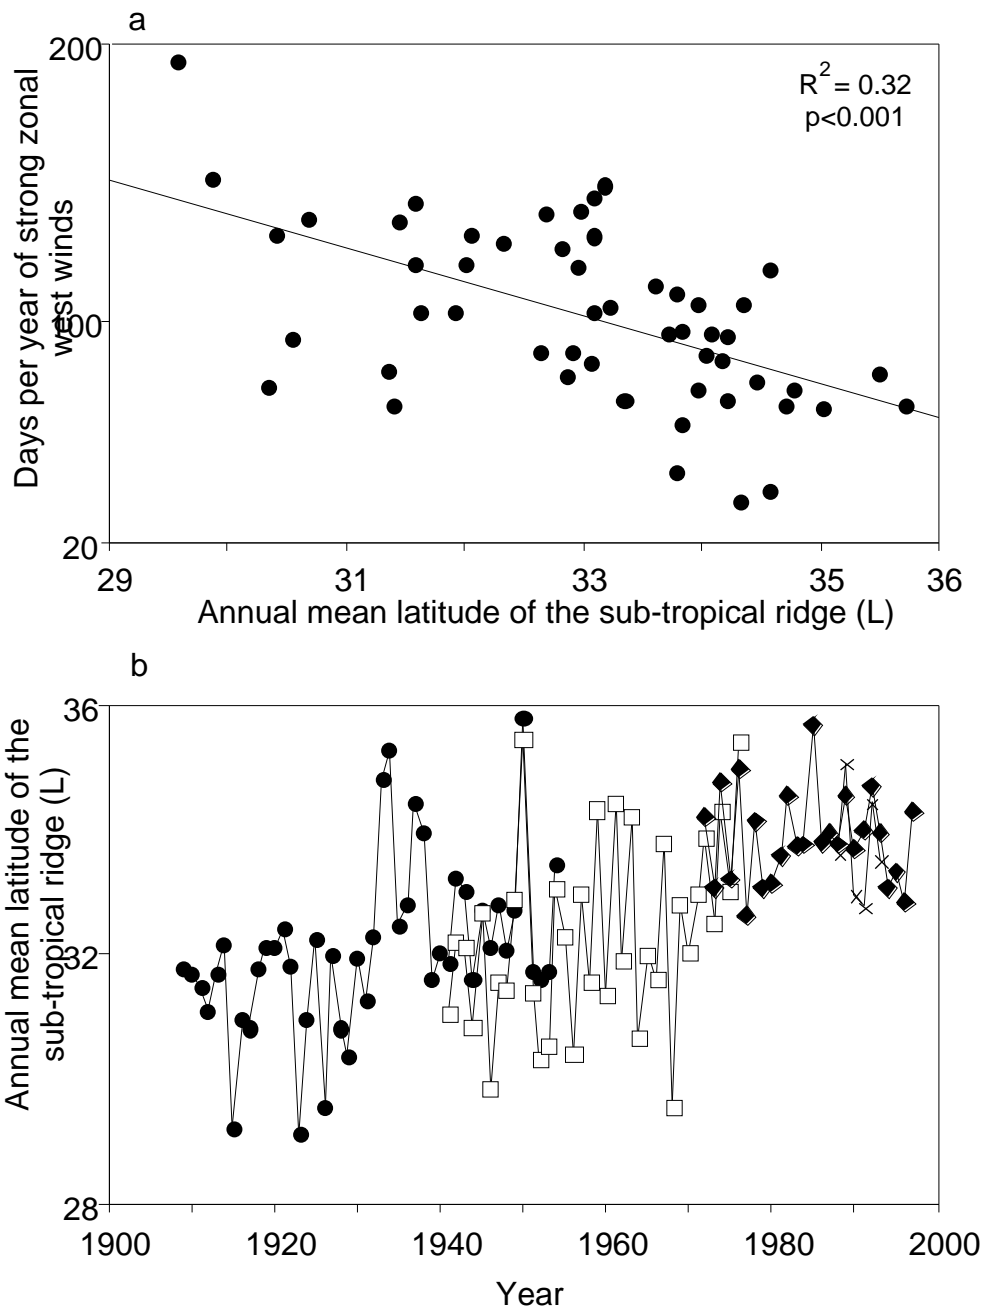 a
200
R2 = 0.32
p<0.001
Days per year of strong zonal
west winds
100
20
29 31 33 35 36
Annual mean latitude of the sub-tropical ridge (L)
b
36
Annual mean latitude of the
sub-tropical ridge (L)
32
28
1900 1920 1940 1960 1980 2000
Year